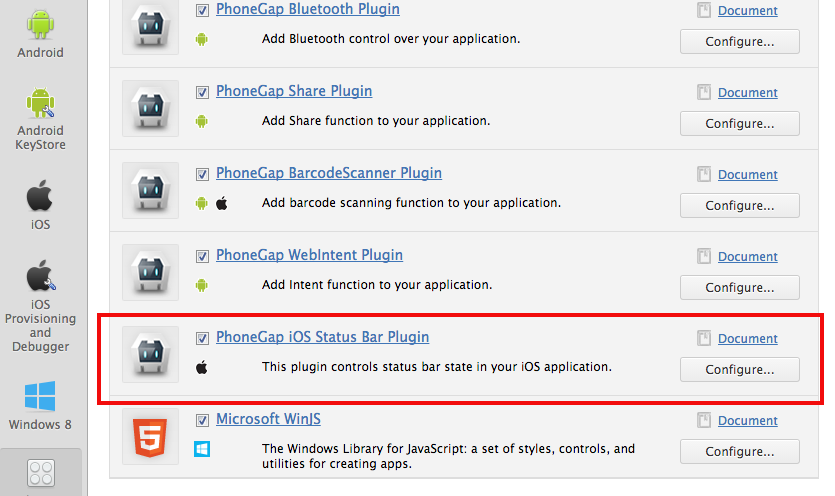 Android
Android
KeyStore
iOS
iOS
Provisioning
and
Debugger
Windows 8
PhoneGap Bluetooth Plugin
Document
Add Bluetooth control over your application.
Configure...
PhoneGap Share Plugin
Document
Add Share function to your application.
Configure...
PhoneGap BarcodeScanner Plugin
Document
Add barcode scanning function to your application.
Configure...
PhoneGap WebIntent Plugin
Document
Add Intent function to your application.
Configure...
PhoneGap iOS Status Bar Plugin
Document
This plugin controls status bar state in your iOS application.
Configure...
Microsoft WinJS
Document
The Windows Library for JavaScript: a set of styles, controls, and
utilities for creating apps.
Configure...